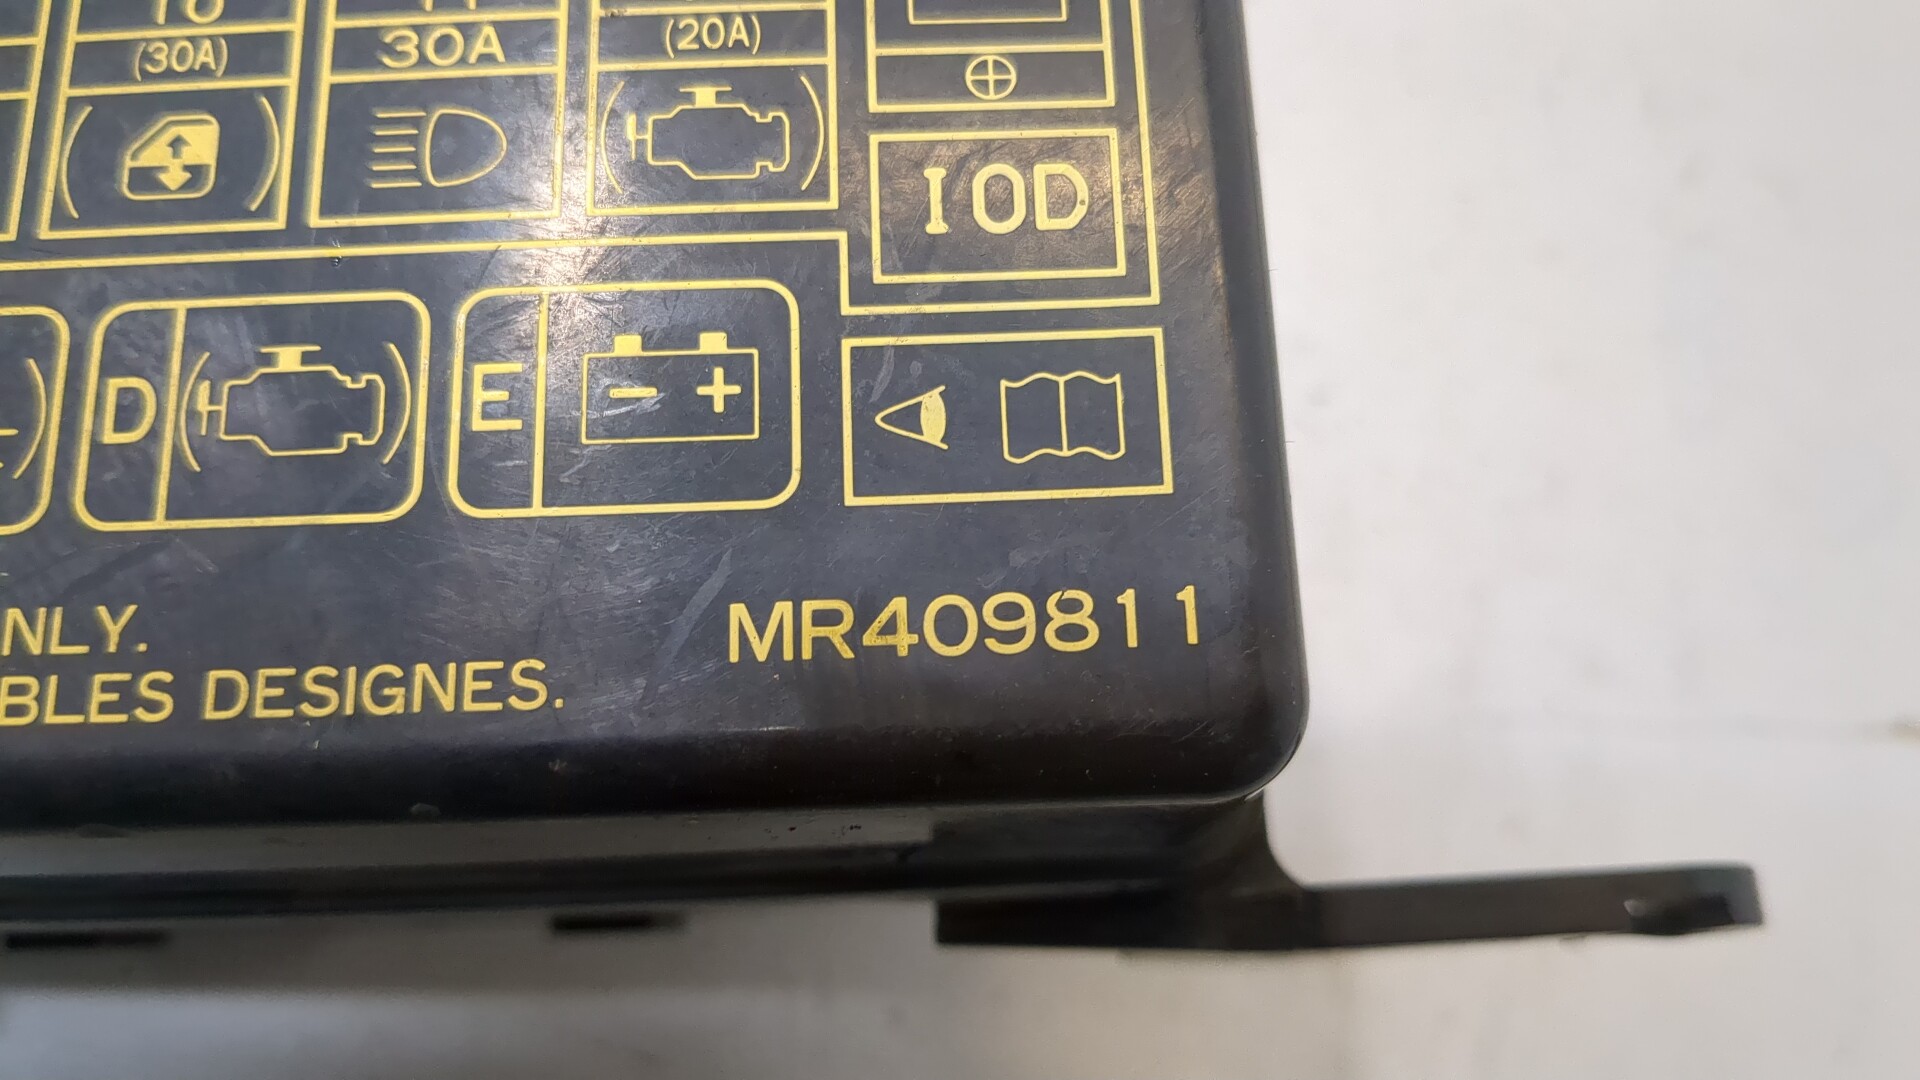 (30A)
30A
(20A)
IOD
D
E
- +
NLY.
BLES DESIGNES.
MR409811